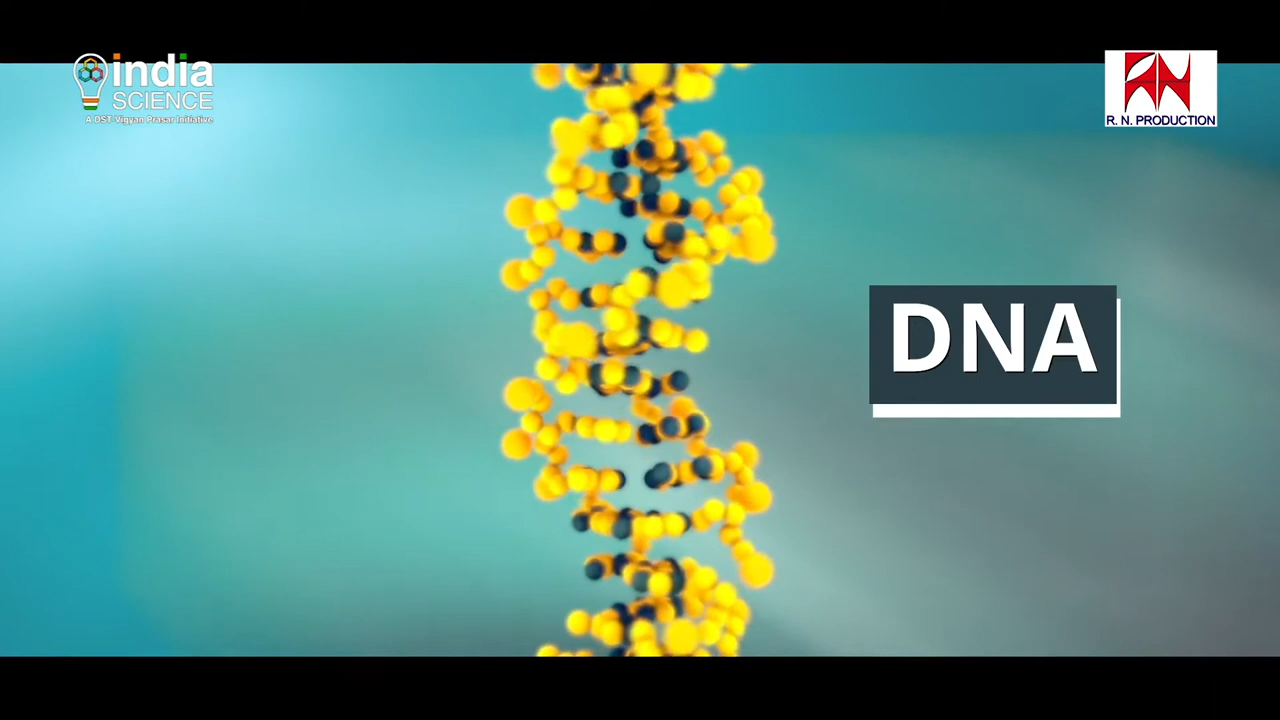 india
SCIENCE
A DST-Vigyan Prasar Initiative
R. N. PRODUCTION
DNA